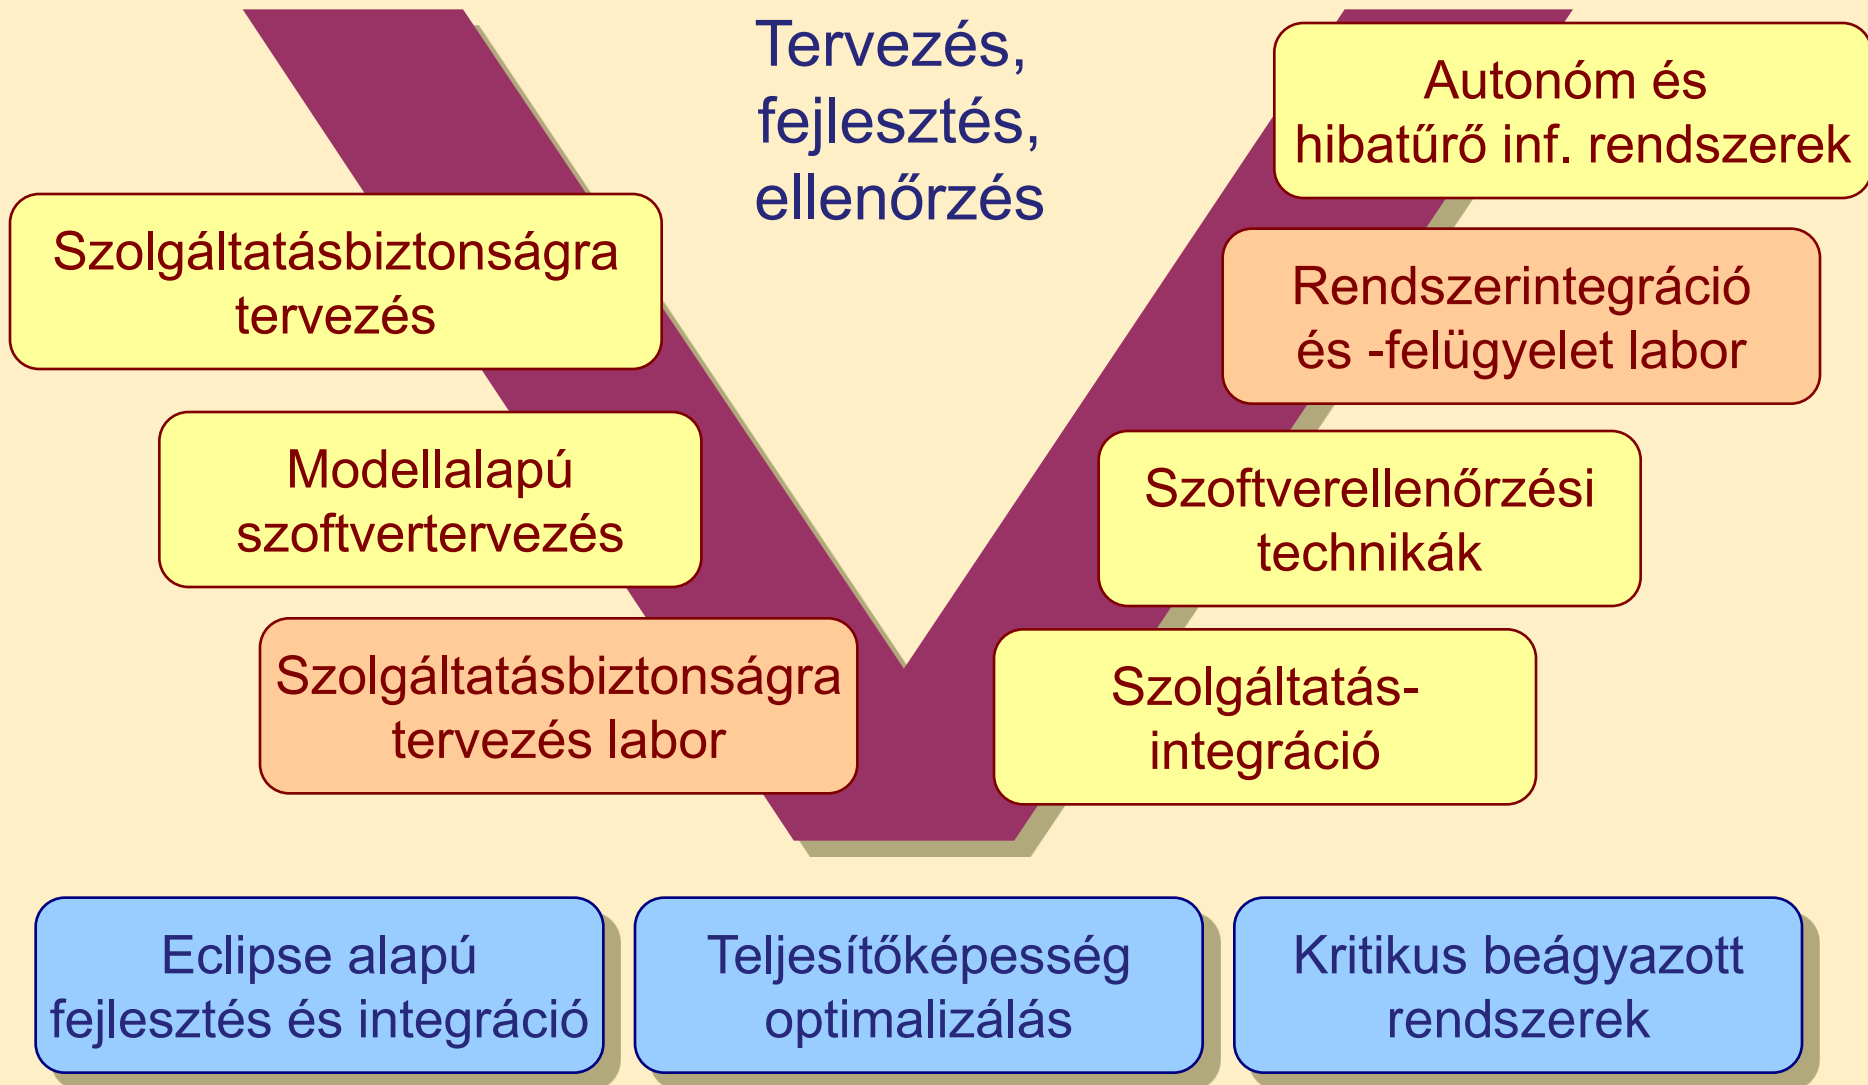 Tervezés,
fejlesztés,
ellenőrzés
Szolgáltatásbiztonságra
tervezés
Modellalapú
szoftvertervezés
Szolgáltatásbiztonságra
tervezés labor
Autonóm és
hibatűrő inf. rendszerek
Rendszerintegráció
és -felügyelet labor
Szoftverellenőrzési
technikák
Szolgáltatás-
integráció
Eclipse alapú
fejlesztés és integráció
Teljesítőképesség
optimalizálás
Kritikus beágyazott
rendszerek